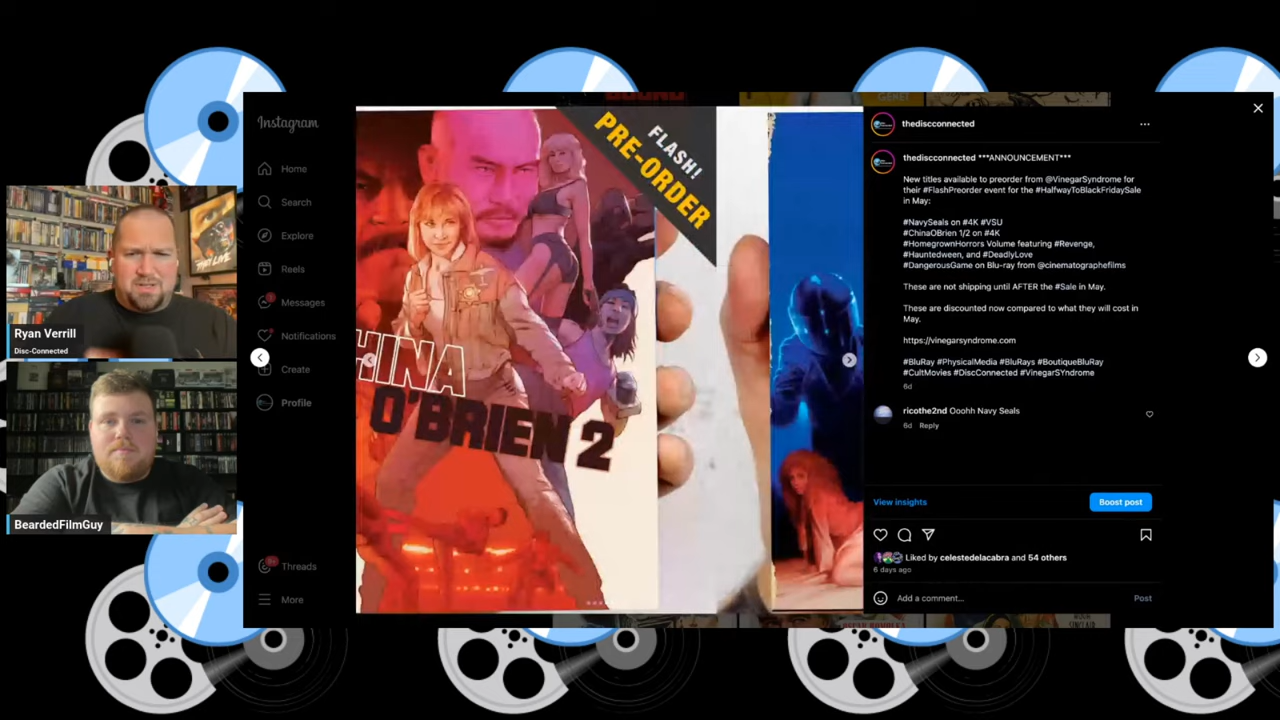 Instagram
Home
Search
Explore
Reels
Messages
Notifications
Create
Profile
Threads
More
Ryan Verrill
Disc-Connected
BeardedFilmGuy
FLASH!
PRE-ORDER
HINA
O'BRIEN 2
thediscconnected
thediscconnected ***ANNOUNCEMENT***
New titles available to preorder from @VinegarSyndrome for
their #FlashPreorder event for the #HalfwayToBlackFridaySale
in May:
#NavySeals on #4K #VSU
#ChinaOBrien 1/2 on #4K
#HomegrownHorrors Volume featuring #Revenge,
#Hauntedween, and #DeadlyLove
#DangerousGame on Blu-ray from @cinematographefilms
These are not shipping until AFTER the #Sale in May.
These are discounted now compared to what they will cost in
May.
https://vinegarsyndrome.com
#BluRay #PhysicalMedia #BluRays #BoutiqueBluRay
#CultMovies #DiscConnected #VinegarSYndrome
6d
ricothe2nd Ooohh Navy Seals
6d Reply
View insights
Boost post
Liked by celestedelacabra and 54 others
6 days ago
Add a comment...
Post